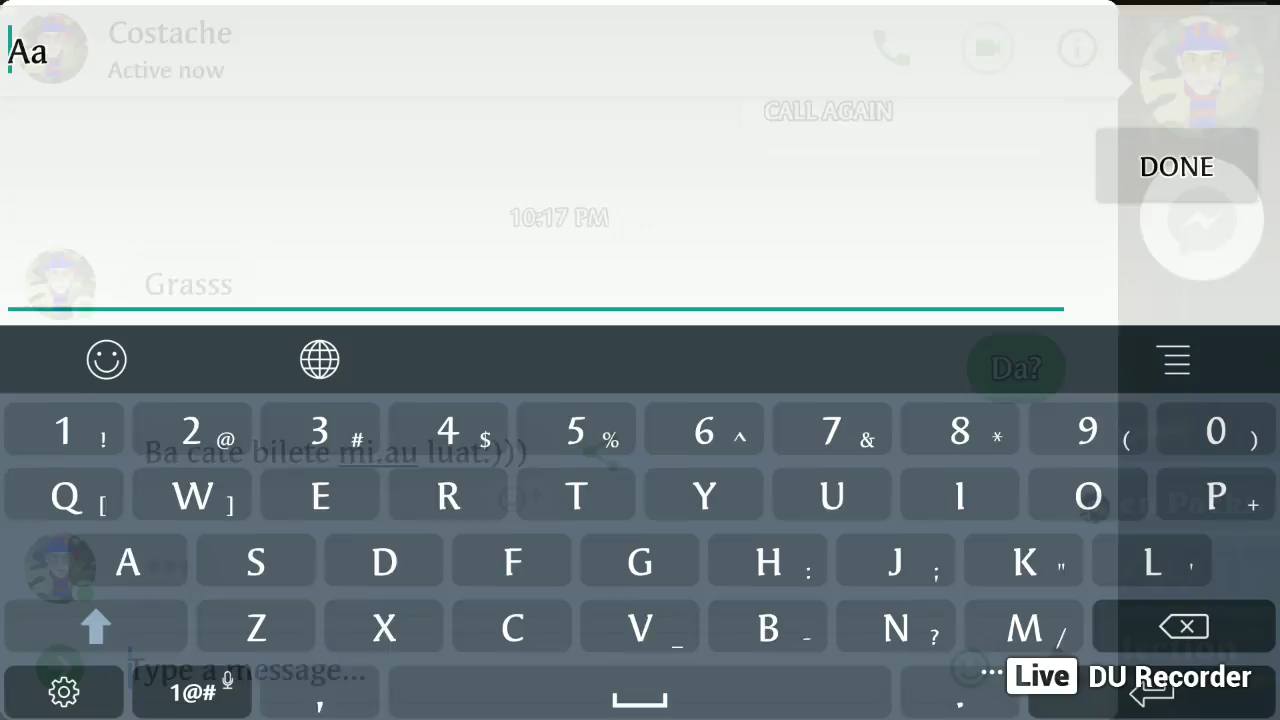 Costache
Aa
Active now
CALL AGAIN
DONE
10:17 PM
Grasss
Da?
1 ! 2 @ 3 # 4 $ 5 % 6 ^ 7 & 8 * 9 ( 0 )
Ba cate bilete mi.au luat:)))
Q [ W ] E R T Y U I O P +
A S D F G H : J ; K " L '
Z X C V _ B - N ? M /
Type a message...
1@# , .
Live DU Recorder